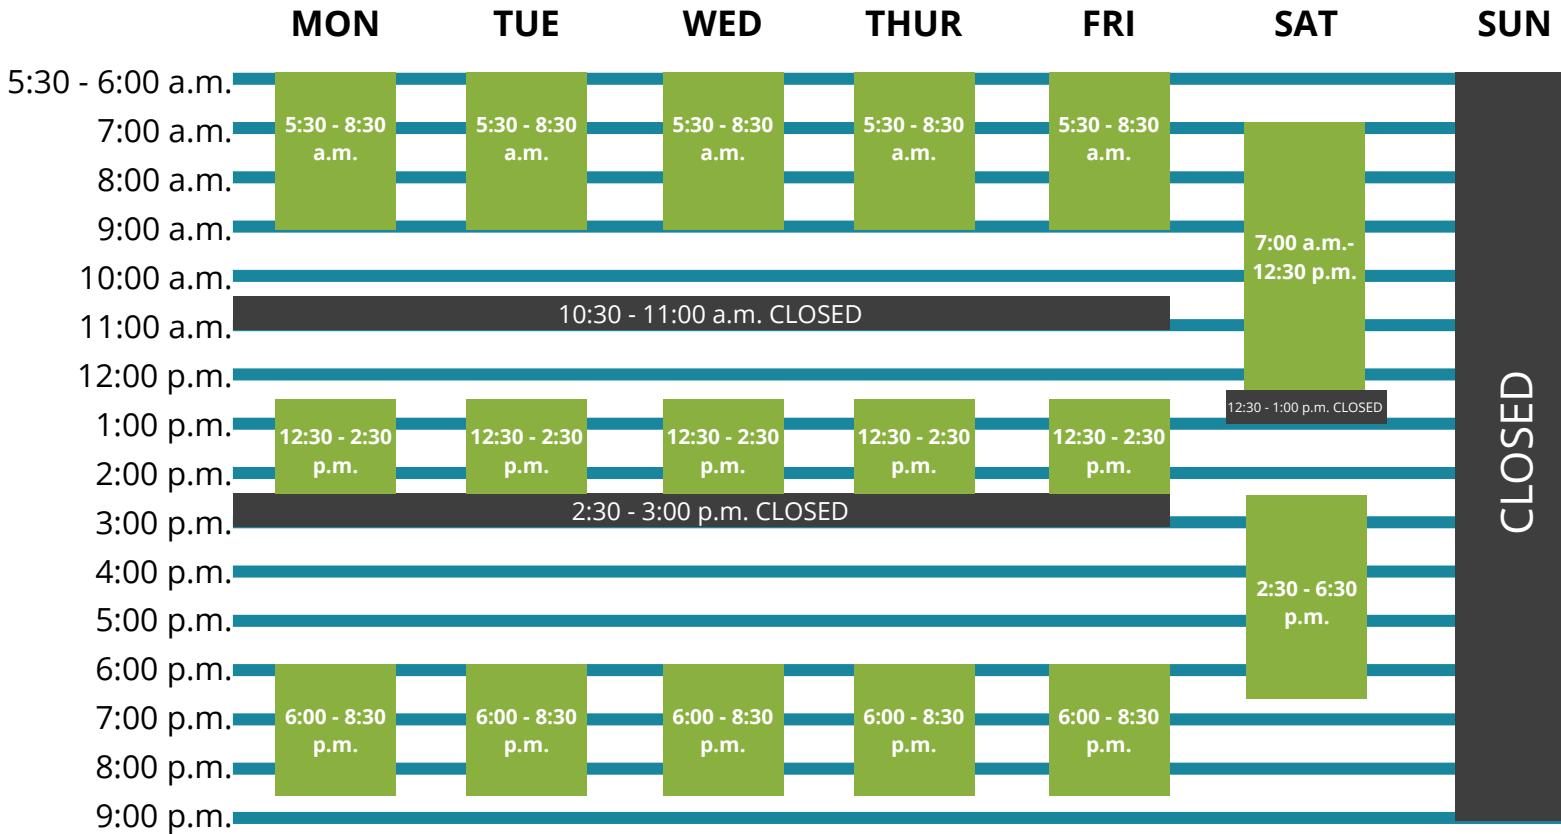 MON TUE WED THUR FRI SAT SUN
5:30 - 6:00 a.m.
5:30 - 8:30 5:30 - 8:30 5:30 - 8:30 5:30 - 8:30 5:30 - 8:30
7:00 a.m.
a.m. a.m. a.m. a.m. a.m.
8:00 a.m.
9:00 a.m.
7:00 a.m.-
12:30 p.m.
10:00 a.m.
10:30 - 11:00 a.m. CLOSED
11:00 a.m.
12:00 p.m.
12:30 - 1:00 p.m. CLOSED
1:00 p.m.
12:30 - 2:30 12:30 - 2:30 12:30 - 2:30 12:30 - 2:30 12:30 - 2:30
p.m. p.m. p.m. p.m. p.m.
2:00 p.m.
CLOSED
2:30 - 3:00 p.m. CLOSED
3:00 p.m.
4:00 p.m.
2:30 - 6:30
p.m.
5:00 p.m.
6:00 p.m.
6:00 - 8:30 6:00 - 8:30 6:00 - 8:30 6:00 - 8:30 6:00 - 8:30
7:00 p.m.
p.m. p.m. p.m. p.m. p.m.
8:00 p.m.
9:00 p.m.